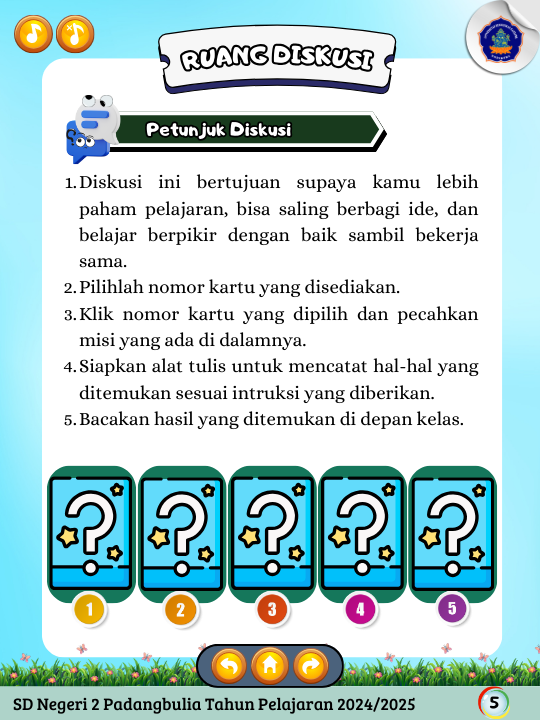 RUANG DISKUSI
Petunjuk Diskusi
1. Diskusi ini bertujuan supaya kamu lebih
paham pelajaran, bisa saling berbagi ide, dan
belajar berpikir dengan baik sambil bekerja
sama.
2. Pilihlah nomor kartu yang disediakan.
3. Klik nomor kartu yang dipilih dan pecahkan
misi yang ada di dalamnya.
4. Siapkan alat tulis untuk mencatat hal-hal yang
ditemukan sesuai intruksi yang diberikan.
5. Bacakan hasil yang ditemukan di depan kelas.
? ? ? ? ?
1 2 3 4 5
SD Negeri 2 Padangbulia Tahun Pelajaran 2024/2025
5